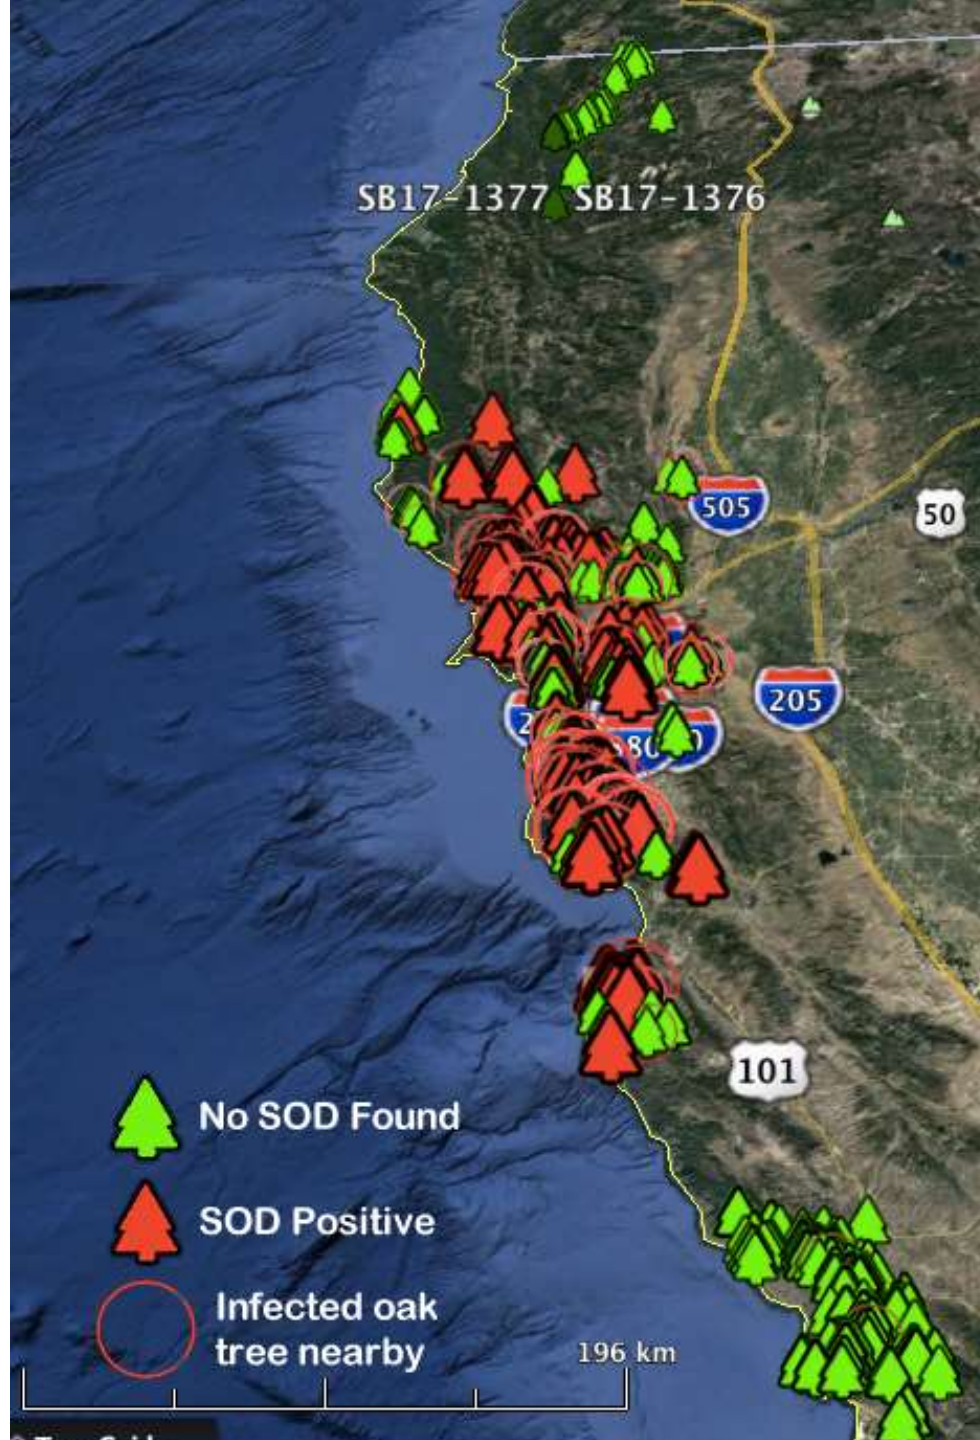 SB17-1377
SB17-1376
505
50
205
101
No SOD Found
SOD Positive
Infected oak
tree nearby
196 km